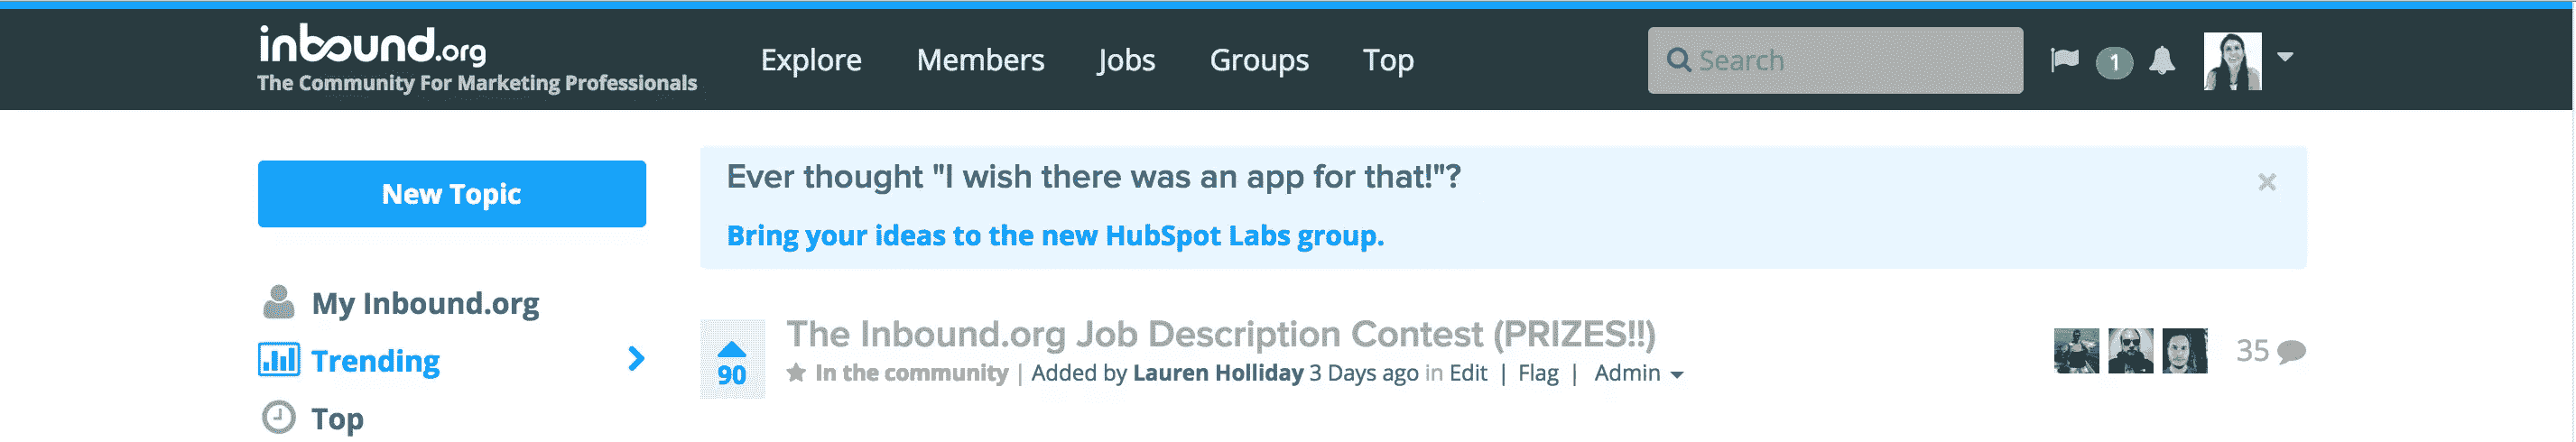 inbound.org
The Community For Marketing Professionals
Explore Members Jobs Groups Top
Search
1
New Topic
Ever thought "I wish there was an app for that!"?
Bring your ideas to the new HubSpot Labs group.
My Inbound.org
Trending
Top
90
The Inbound.org Job Description Contest (PRIZES!!)
In the community | Added by Lauren Holliday 3 Days ago in Edit | Flag | Admin
35